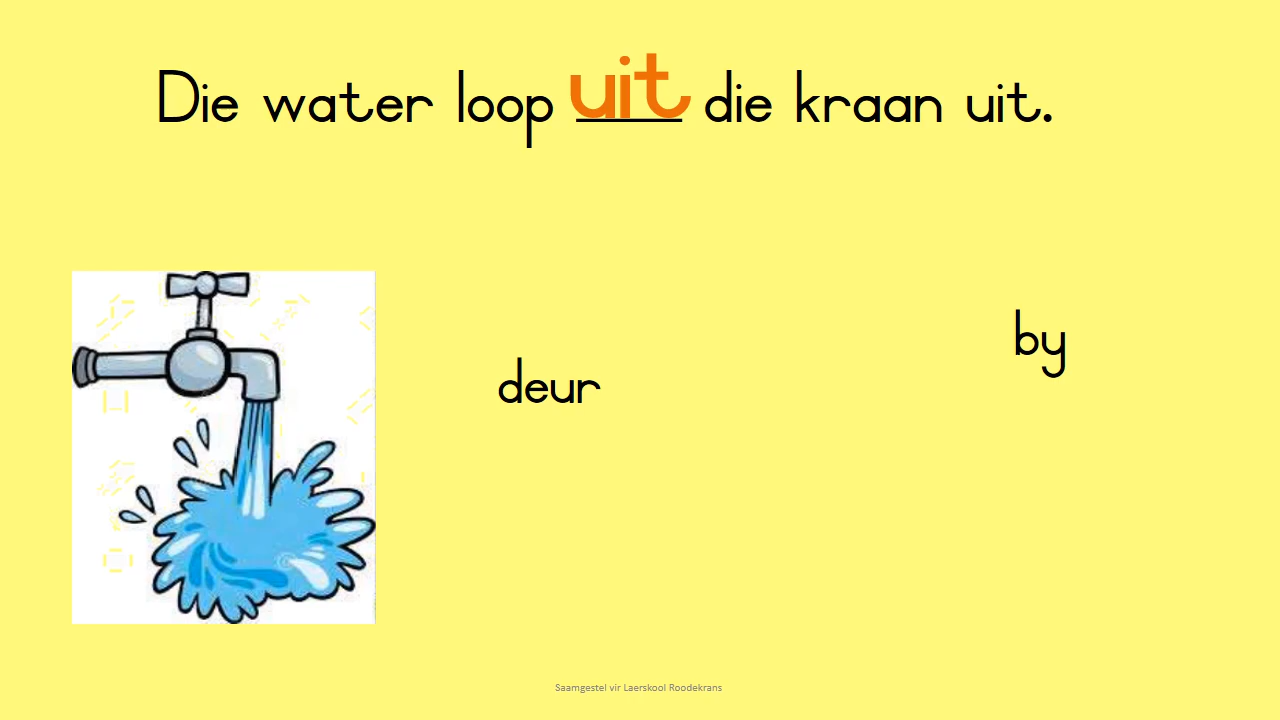 Die water loop uit die kraan uit.
by
deur
Saamgestel vir Laerskool Roodekrans